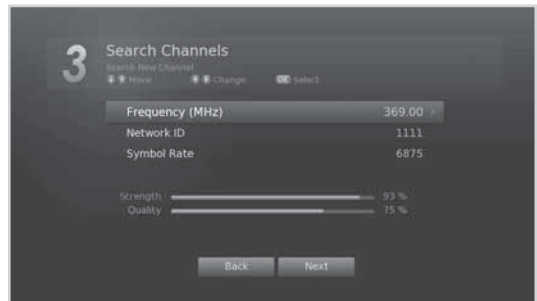 3
Search Channels
Search New Channel
Move Change OK Select
Frequency (MHz) 369.00
Network ID 1111
Symbol Rate 6875
Strength 93 %
Quality 75 %
Back Next